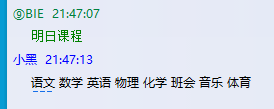 ⑨BIE 21:47:07
明日课程
小黑 21:47:13
语文 数学 英语 物理 化学 班会 音乐 体育